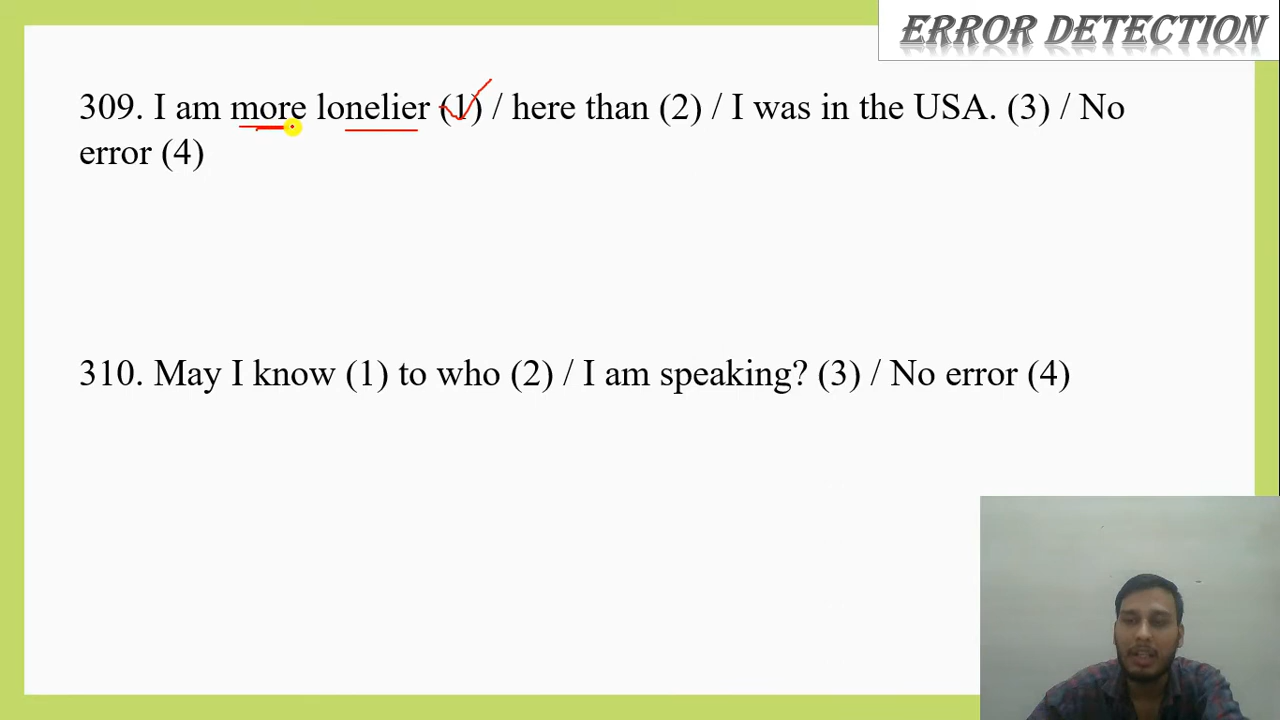 ERROR DETECTION
309. I am more lonelier (1) / here than (2) / I was in the USA. (3) / No
error (4)
310. May I know (1) to who (2) / I am speaking? (3) / No error (4)